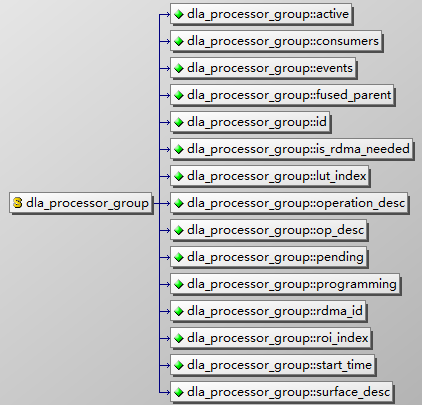 dla_processor_group::active
dla_processor_group::consumers
dla_processor_group::events
dla_processor_group::fused_parent
dla_processor_group::id
dla_processor_group::is_rdma_needed
dla_processor_group::lut_index
S dla_processor_group
dla_processor_group::operation_desc
dla_processor_group::op_desc
dla_processor_group::pending
dla_processor_group::programming
dla_processor_group::rdma_id
dla_processor_group::roi_index
dla_processor_group::start_time
dla_processor_group::surface_desc